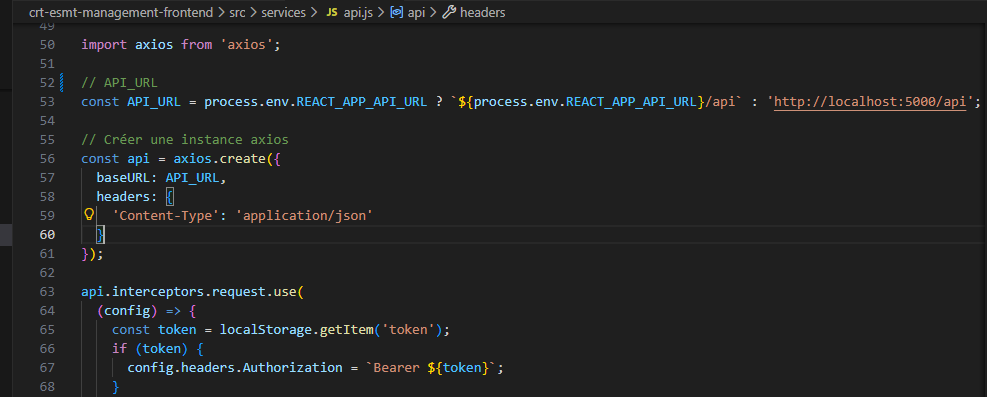 crt-esmt-management-frontend > src > services > JS api.js > api > headers
49
50 import axios from 'axios';
51
52 // API_URL
53 const API_URL = process.env.REACT_APP_API_URL ? `${process.env.REACT_APP_API_URL}/api` : 'http://localhost:5000/api';
54
55 // Créer une instance axios
56 const api = axios.create({
57   baseURL: API_URL,
58   headers: {
59     'Content-Type': 'application/json'
60   }
61 });
62
63 api.interceptors.request.use(
64   (config) => {
65     const token = localStorage.getItem('token');
66     if (token) {
67       config.headers.Authorization = `Bearer ${token}`;
68     }